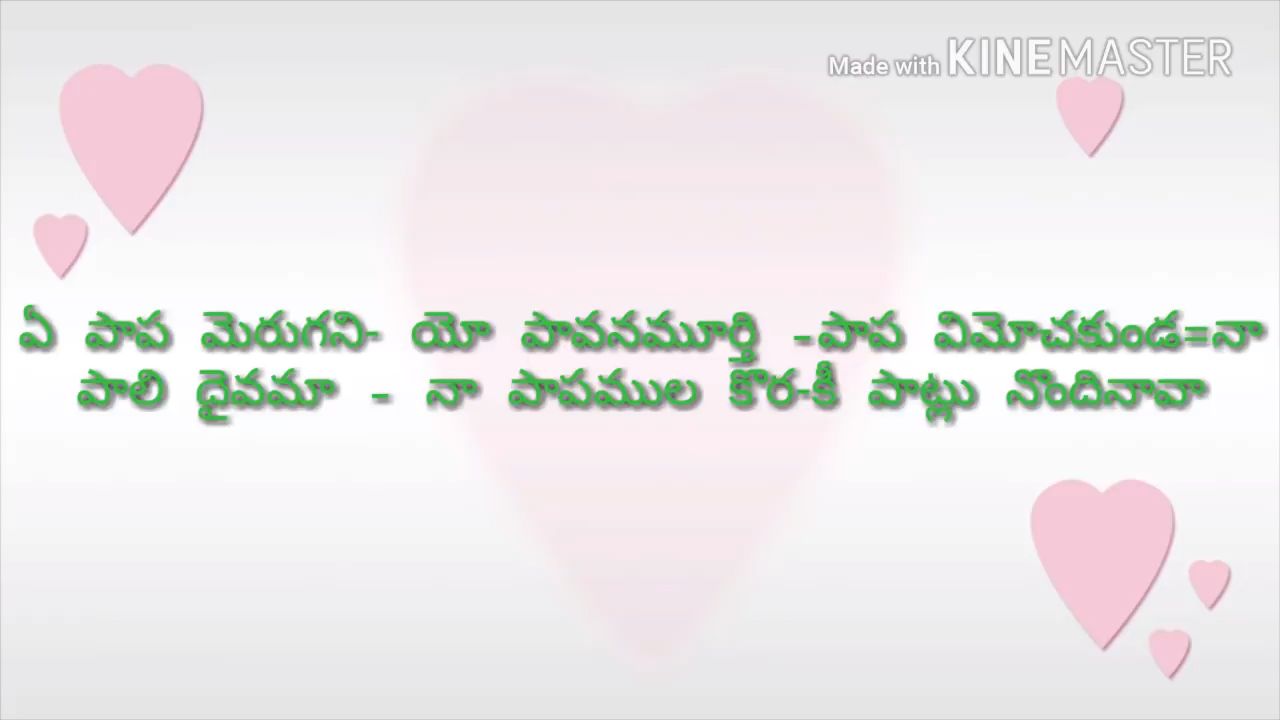 Made with KINEMASTER
ఏ పాప మెరుగని- యో పావనమూర్తి -పాప విమోచకుండ=నా
పాలి దైవమా - నా పాపముల కొర-కీ పాట్లు నొందినావా